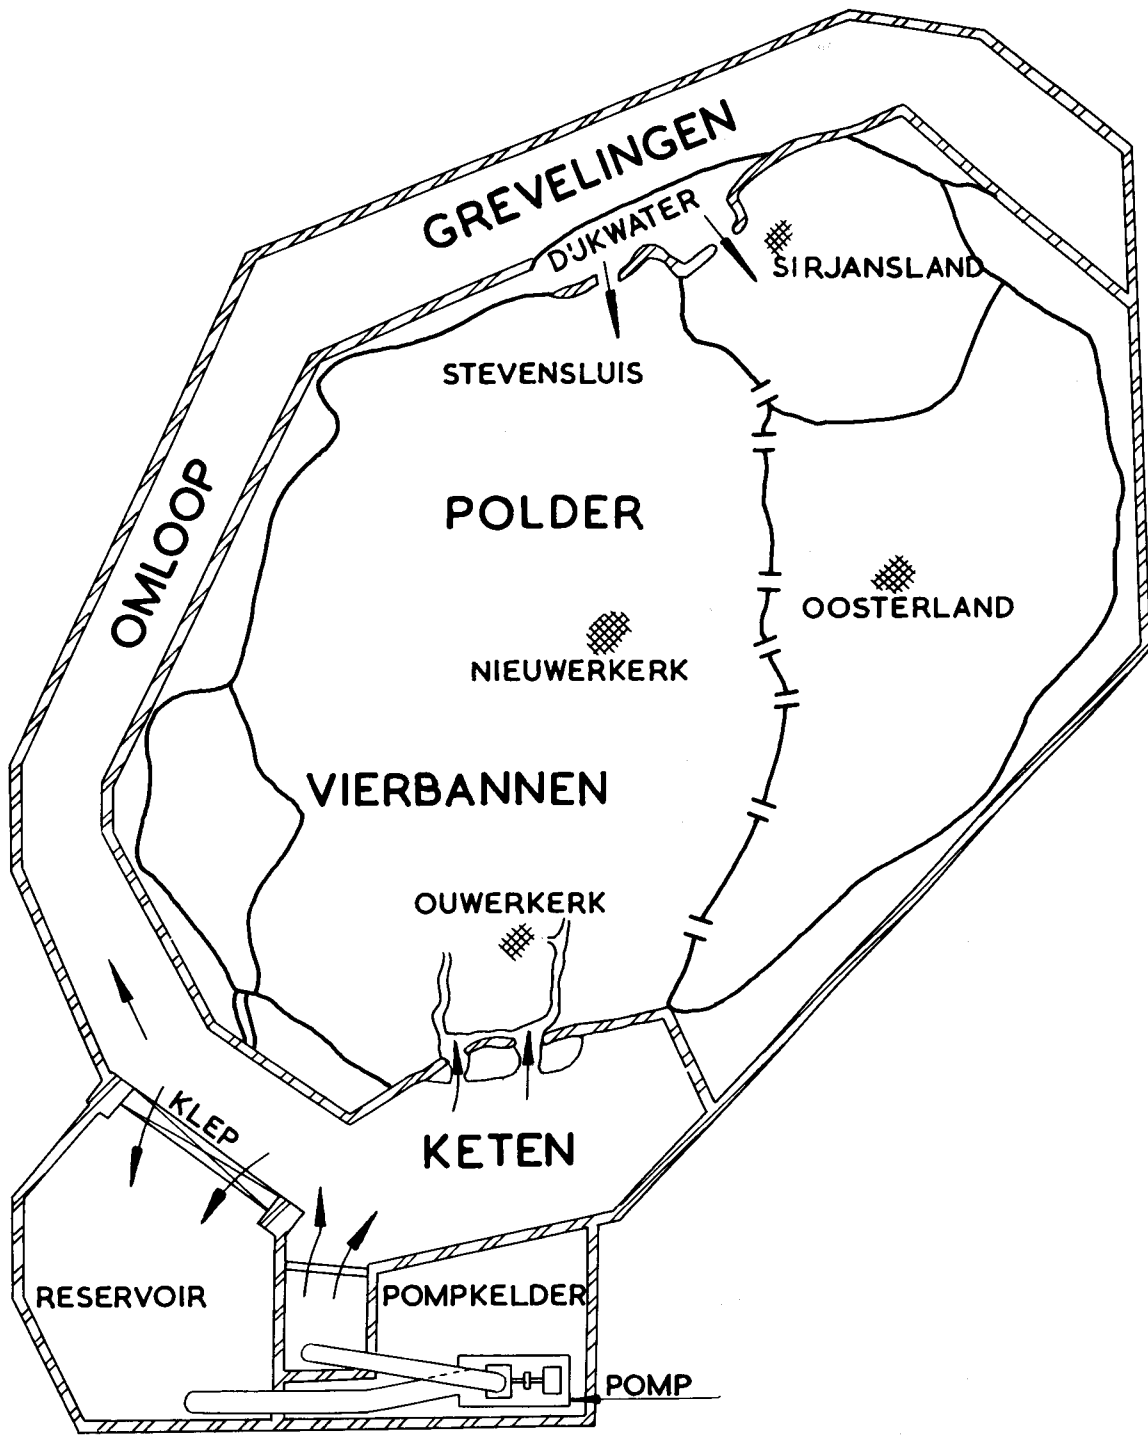 GREVELINGEN
DIJKWATER
SIRJANSLAND
STEVENSLUIS
OMLOOP
POLDER
OOSTERLAND
NIEUWERKERK
VIERBANNEN
OUWERKERK
KLEP
KETEN
RESERVOIR
POMPKELDER
POMP